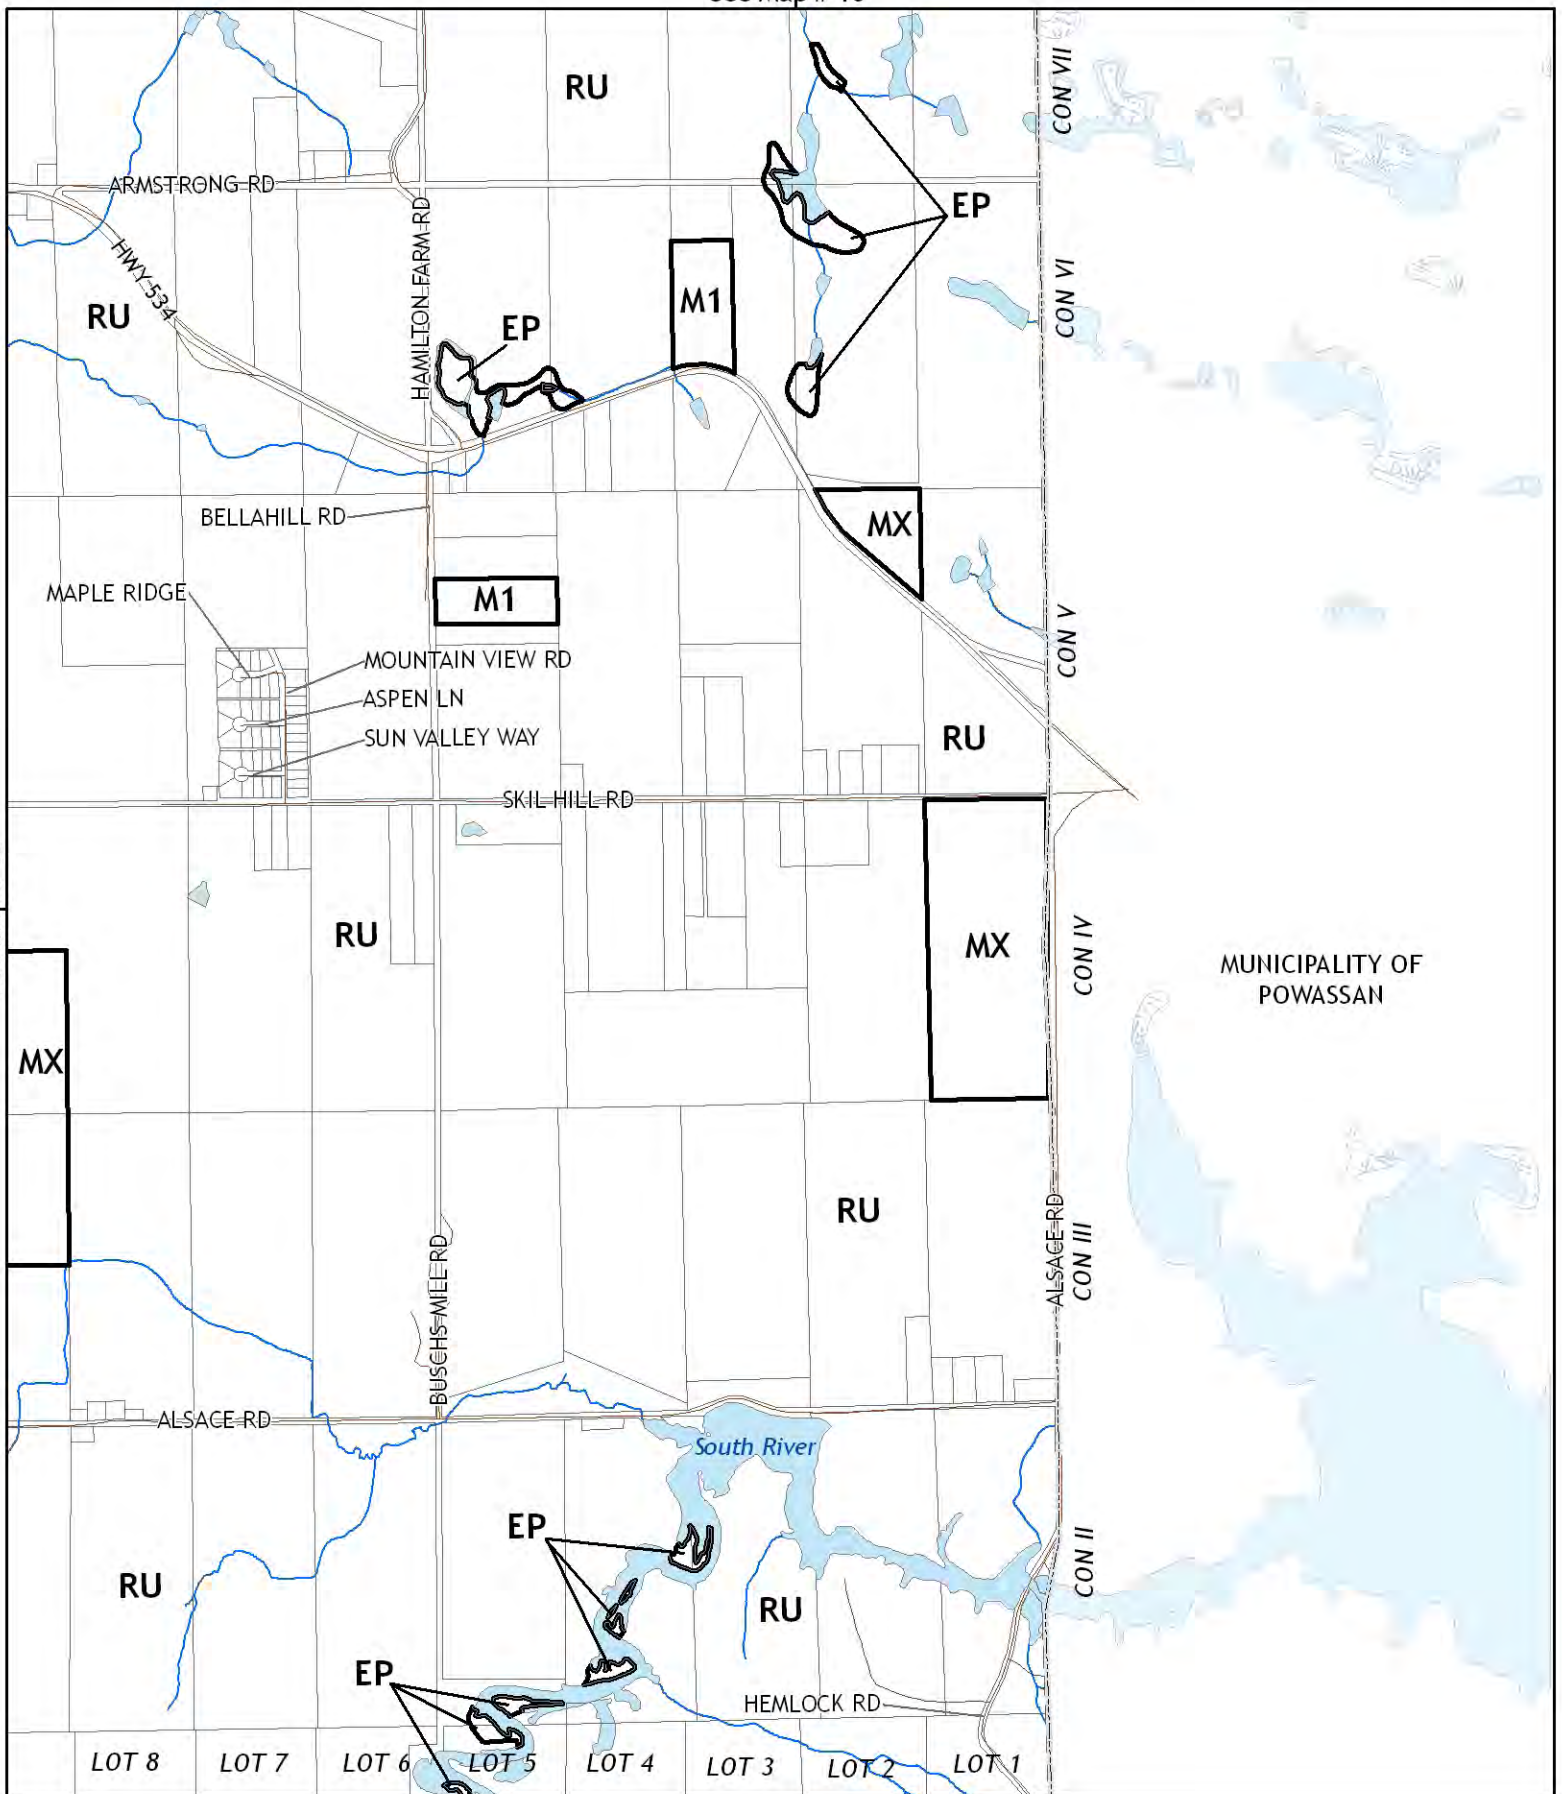 RU
CON VII
ARMSTRONG RD
EP
HAMILTON FARM RD
HWY 534
M1
CON VI
RU
EP
BELLAHILL RD
MX
MAPLE RIDGE
M1
CON V
MOUNTAIN VIEW RD
ASPEN LN
SUN VALLEY WAY
RU
SKIL HILL RD
RU
MX
CON IV
MUNICIPALITY OF
POWASSAN
MX
RU
ALSACE RD
CON III
BUSCHS MILL RD
ALSACE RD
South River
EP
CON II
RU
RU
EP
HEMLOCK RD
LOT 8
LOT 7
LOT 6
LOT 5
LOT 4
LOT 3
LOT 2
LOT 1